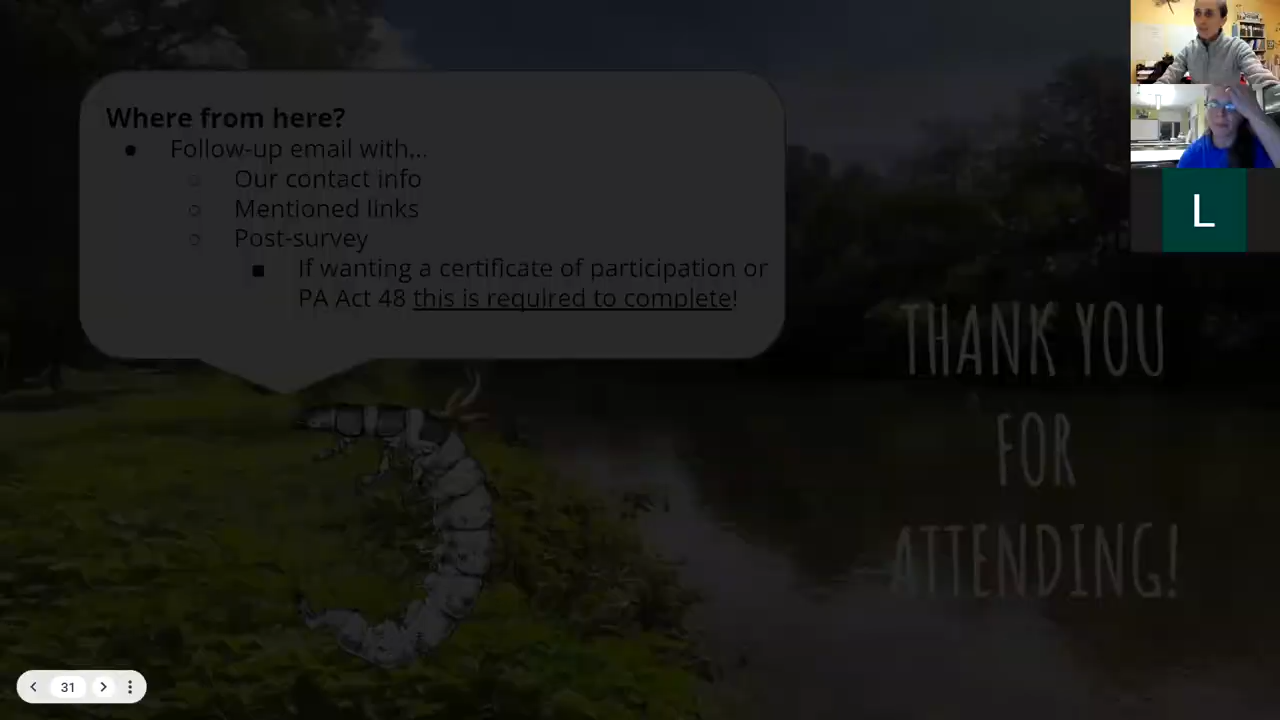 Where from here?
Follow-up email with...
Our contact info
Mentioned links
Post-survey
If wanting a certificate of participation or
PA Act 48 this is required to complete!
L
THANK YOU
FOR
ATTENDING!
31